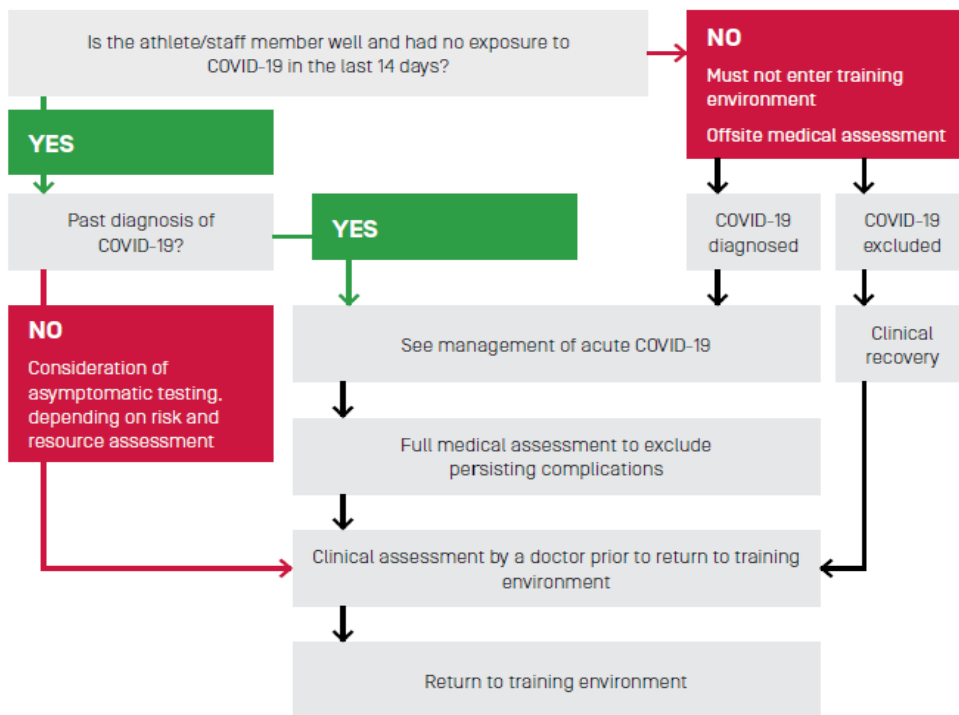 Is the athlete/staff member well and had no exposure to
COVID-19 in the last 14 days?
NO
Must not enter training
environment
Offsite medical assessment
YES
Past diagnosis of
COVID-19?
YES
COVID-19
diagnosed
COVID-19
excluded
NO
Consideration of
asymptomatic testing,
depending on risk and
resource assessment
See management of acute COVID-19
Clinical
recovery
Full medical assessment to exclude
persisting complications
Clinical assessment by a doctor prior to return to training
environment
Return to training environment